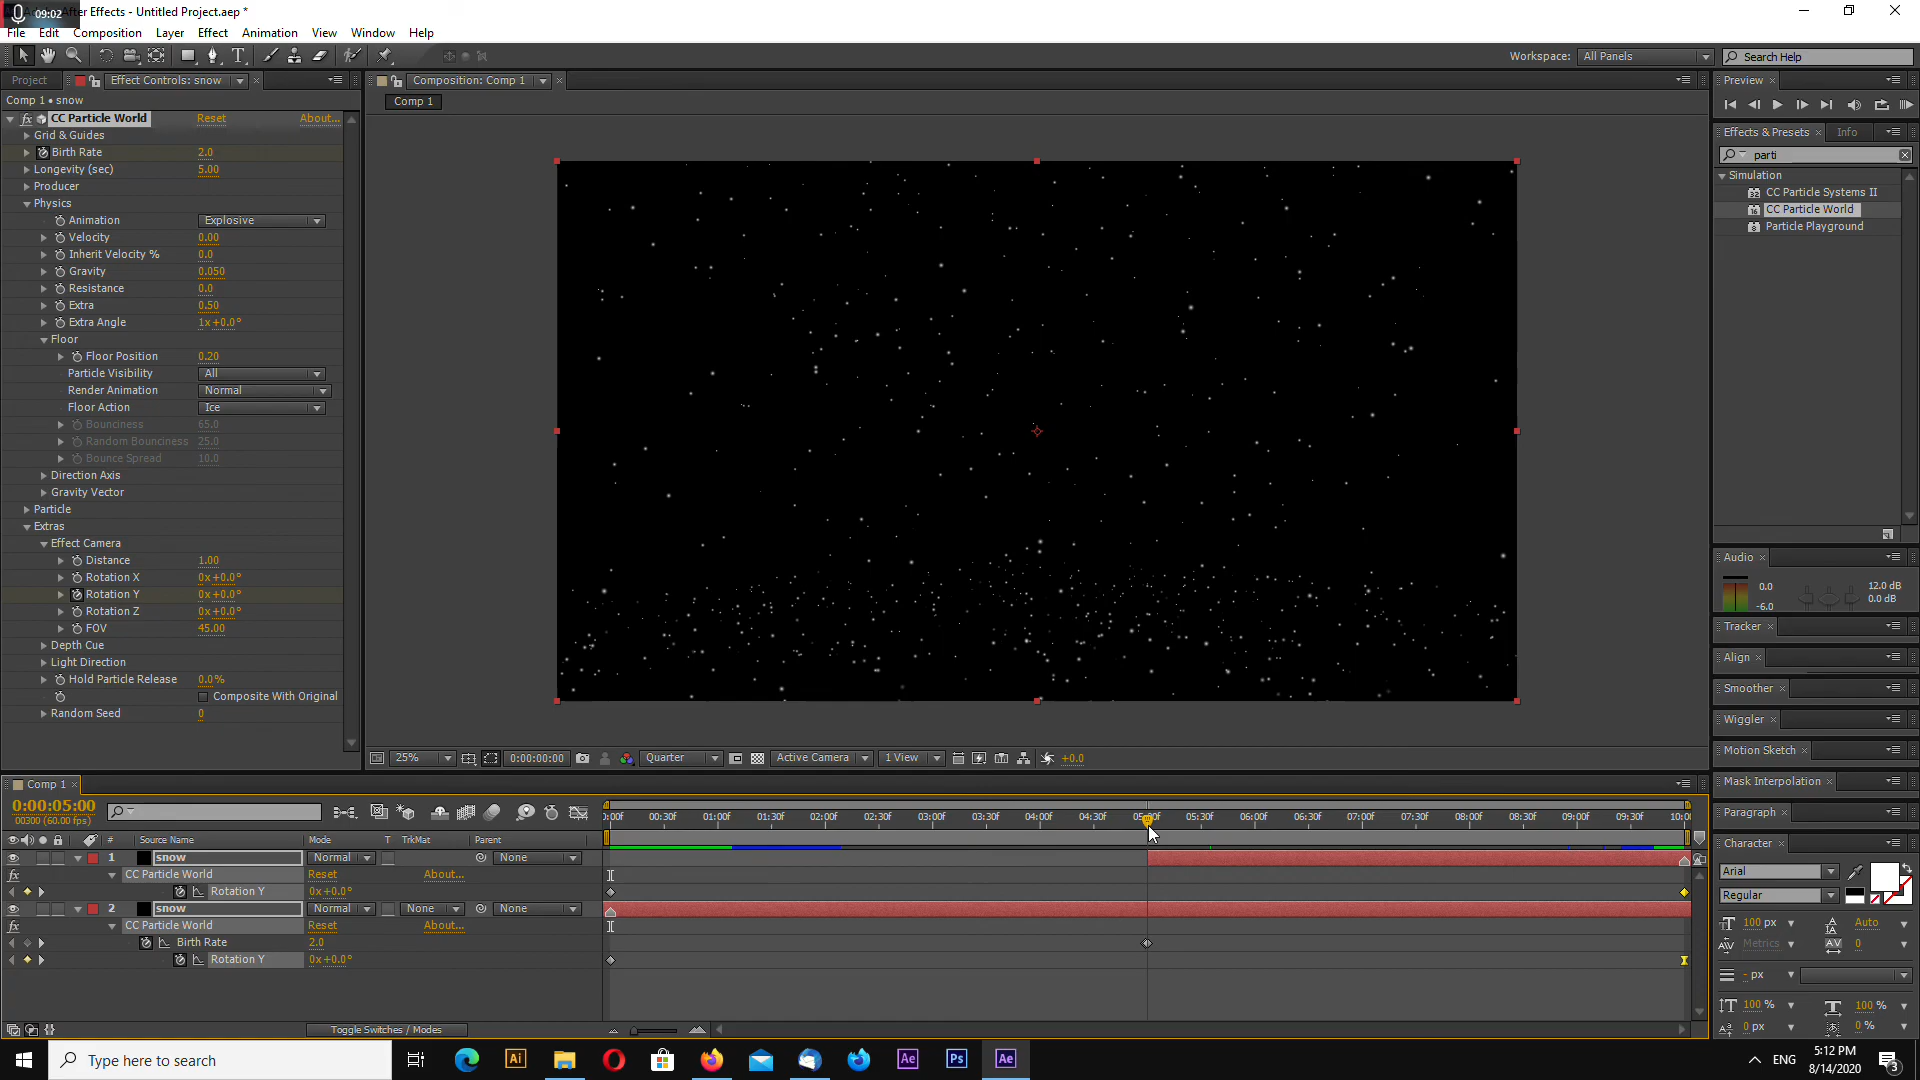 09:02
After Effects - Untitled Project.aep *
File Edit Composition Layer Effect Animation View Window Help
Workspace: All Panels Search Help
Project Effect Controls: snow Composition: Comp 1 Preview
Comp 1 • snow Comp 1
CC Particle World Reset About...
Grid & Guides
Birth Rate 2.0
Longevity (sec) 5.00
Producer
Physics
Animation Explosive
Velocity 0.00
Inherit Velocity % 0.0
Gravity 0.050
Resistance 0.0
Extra 0.50
Extra Angle 1x+0.0°
Floor
Floor Position 0.20
Particle Visibility All
Render Animation Normal
Floor Action Ice
Bounciness 65.0
Random Bounciness 25.0
Bounce Spread 10.0
Direction Axis
Gravity Vector
Particle
Extras
Effect Camera
Distance 1.00
Rotation X 0x+0.0°
Rotation Y 0x+0.0°
Rotation Z 0x+0.0°
FOV 45.00
Depth Cue
Light Direction
Hold Particle Release 0.0%
Composite With Original
Random Seed 0
25% 0:00:00:00 Quarter Active Camera 1 View +0.0
Effects & Presets Info
parti
Simulation
CC Particle Systems II
CC Particle World
Particle Playground
Audio
0.0 12.0 dB
-6.0 0.0 dB
Tracker
Align
Smoother
Wiggler
Motion Sketch
Mask Interpolation
Paragraph
Character
Arial
Regular
100 px Auto
Metrics 0
- px
100 % 100 %
0 px 0 %
Comp 1
0:00:05:00
00300 (60.00 fps)
0:00f 00:30f 01:00f 01:30f 02:00f 02:30f 03:00f 03:30f 04:00f 04:30f 05:00f 05:30f 06:00f 06:30f 07:00f 07:30f 08:00f 08:30f 09:00f 09:30f 10:00
# Source Name Mode T TrkMat Parent
1 snow Normal None
CC Particle World Reset About...
Rotation Y 0x+0.0°
2 snow Normal None None
CC Particle World Reset About...
Birth Rate 2.0
Rotation Y 0x+0.0°
Toggle Switches / Modes
Type here to search
Ai Ae Ps Ae
ENG
5:12 PM
8/14/2020
3